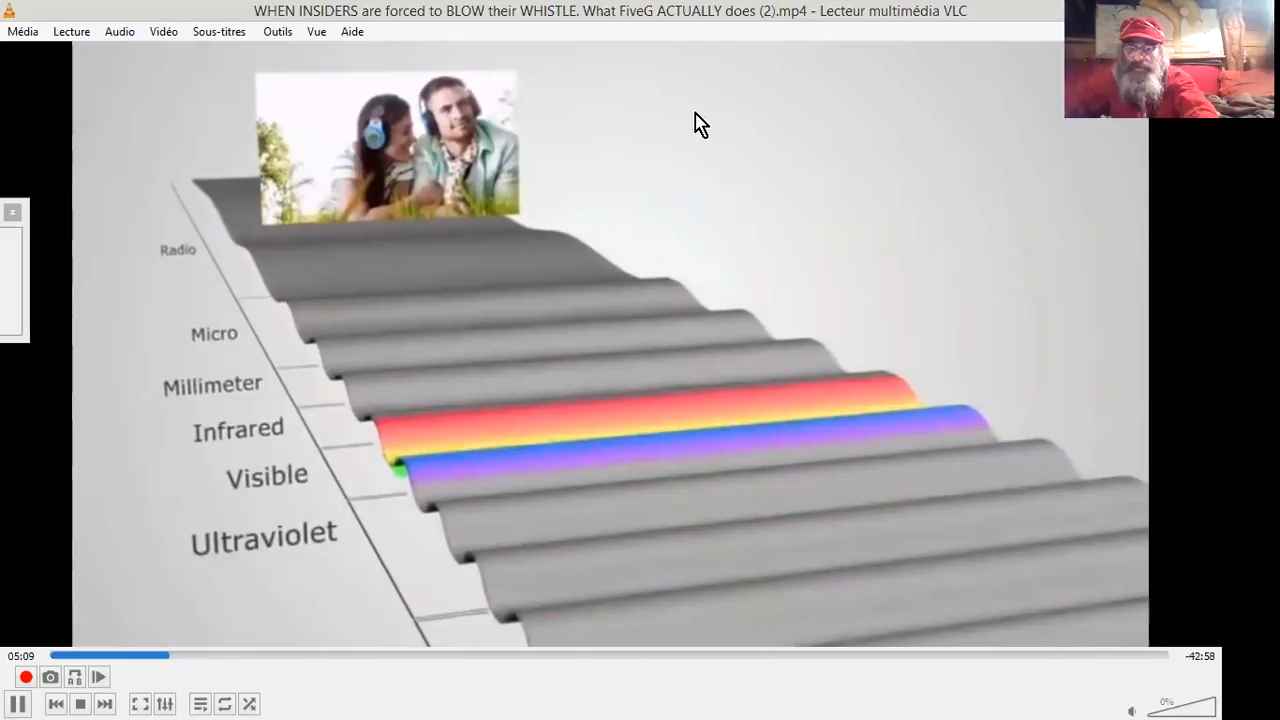 WHEN INSIDERS are forced to BLOW their WHISTLE. What FiveG ACTUALLY does (2).mp4 - Lecteur multimédia VLC
Média Lecture Audio Vidéo Sous-titres Outils Vue Aide
x
Radio
Micro
Millimeter
Infrared
Visible
Ultraviolet
05:09 -42:58
A B
0%